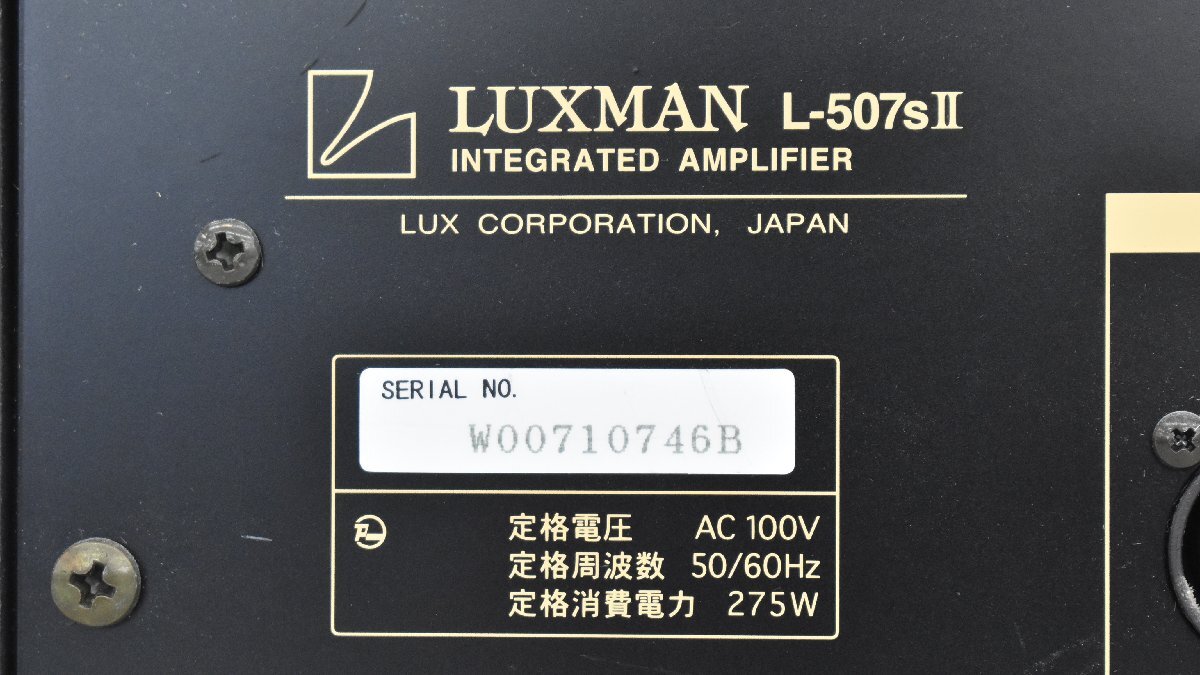 LUXMAN L-507sII
INTEGRATED AMPLIFIER
LUX CORPORATION, JAPAN
SERIAL NO.
W00710746B
定格電圧 AC 100V
定格周波数 50/60Hz
定格消費電力 275W